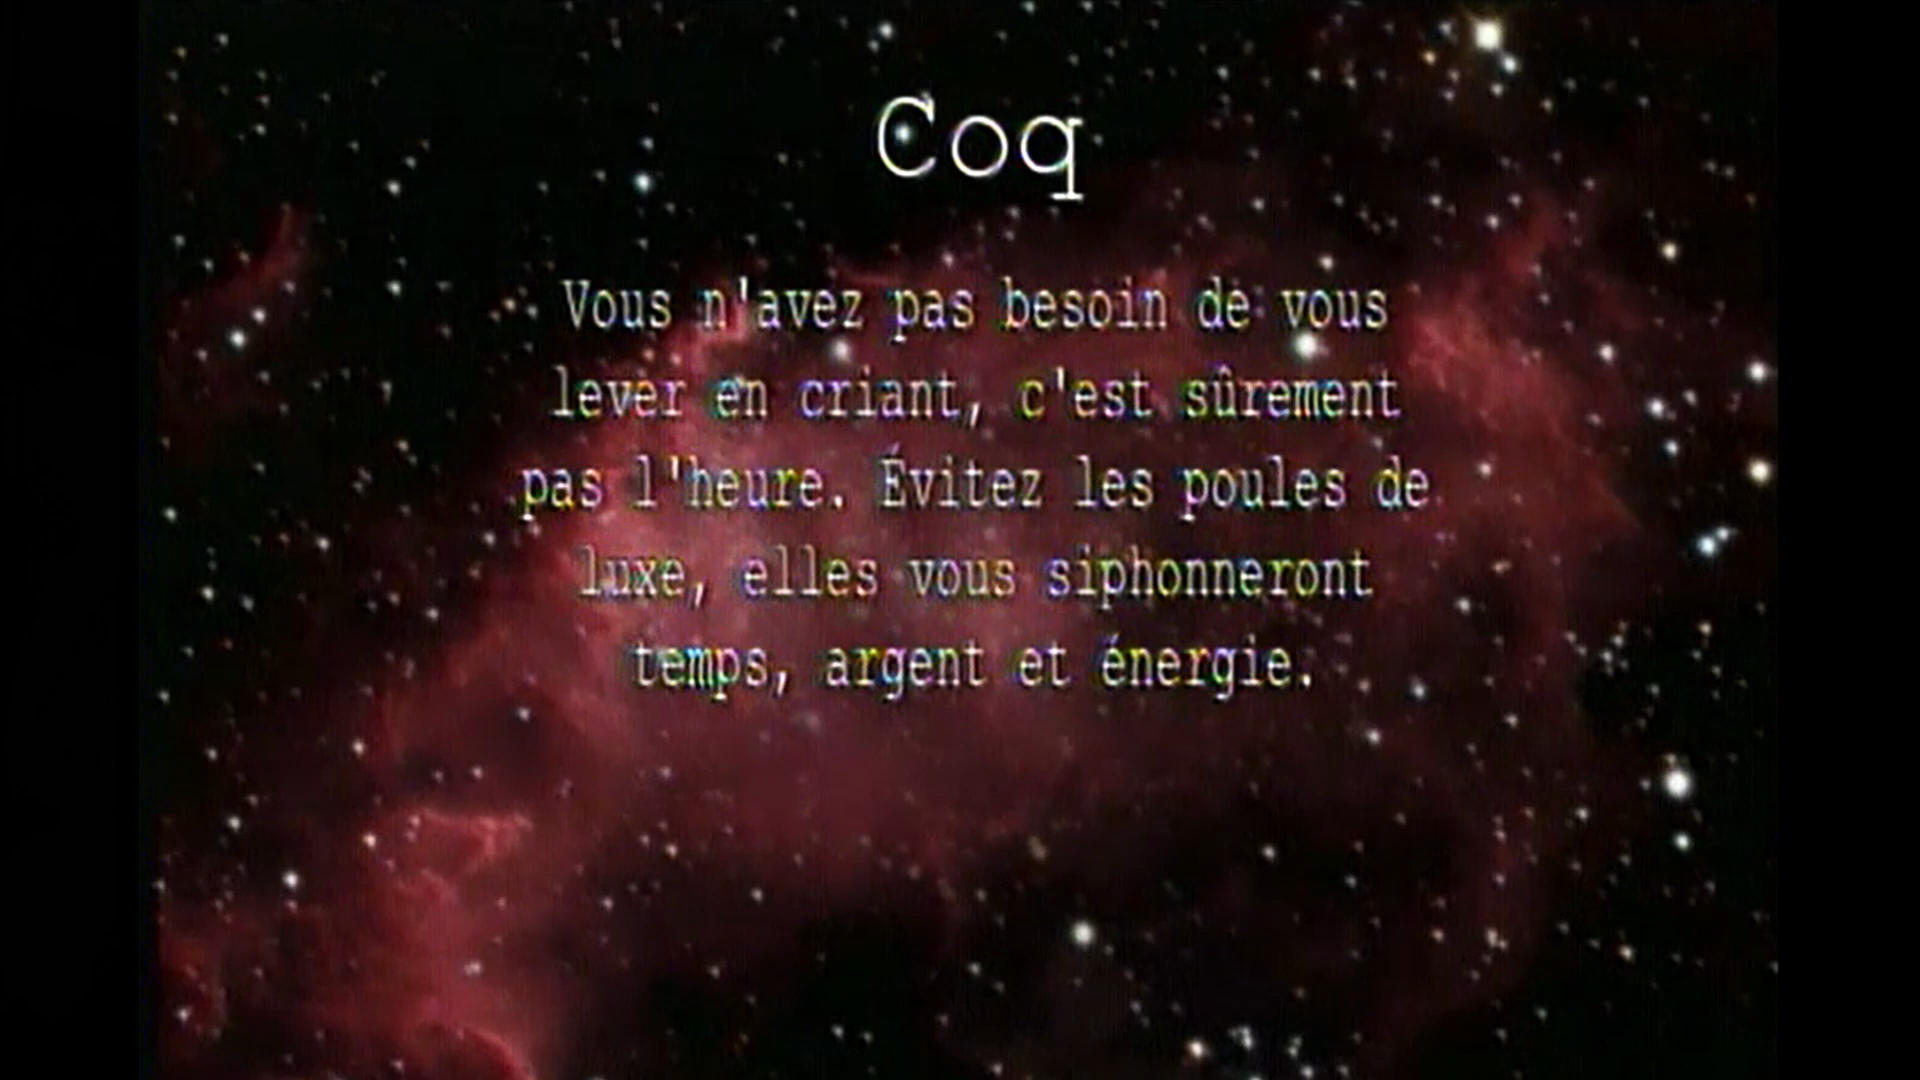 Coq
Vous n'avez pas besoin de vous
lever en criant, c'est sûrement
pas l'heure. Évitez les poules de
luxe, elles vous siphonneront
temps, argent et énergie.